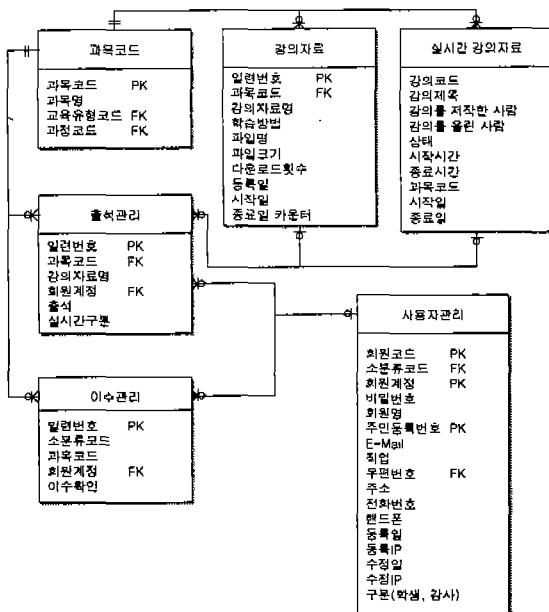 과목코드
과목코드 PK
과목명
교육유형코드 FK
과정코드 FK
강의자료
일련번호 PK
과목코드 FK
강의자료명
학습방법
파일명
파일크기
다운로드횟수
등록일
시작일
종료일 카운터
실시간 강의자료
강의코드
강의제목
강의를 저작한 사람
강의를 올린 사람
상태
시작시간
종료시간
과목코드
시작일
종료일
출석관리
일련번호 PK
과목코드 FK
강의자료명
회원계정 FK
출석
실시간구분
이수관리
일련번호 PK
소분류코드
과목코드
회원계정 FK
이수확인
사용자관리
회원코드 PK
소분류코드 FK
회원계정 PK
비밀번호
회원명
주민등록번호 PK
E-Mail
직업
우편번호 FK
주소
전화번호
핸드폰
등록일
등록IP
수정일
수정IP
구분(학생, 강사)